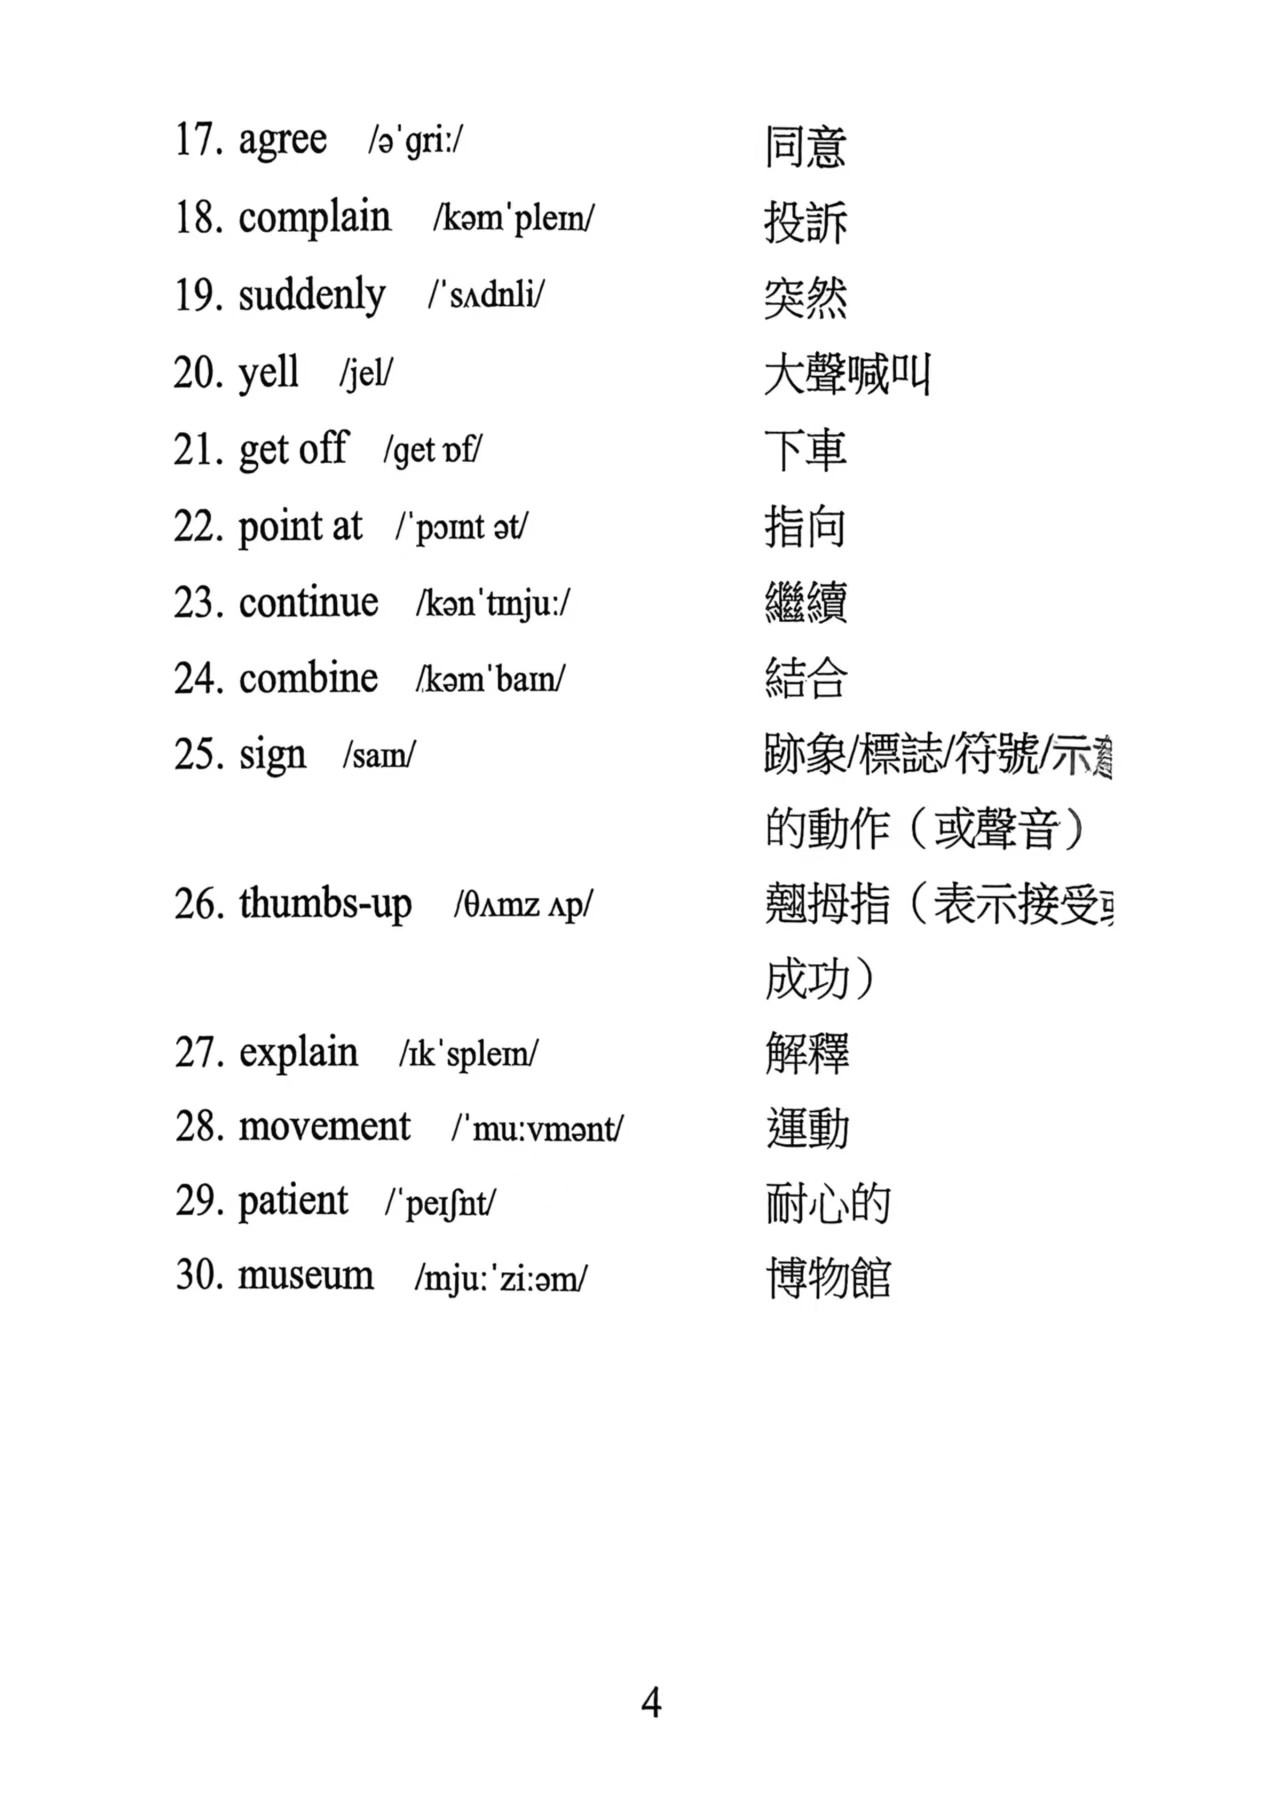 17. agree /əˈɡriː/ 同意
18. complain /kəmˈpleɪn/ 投訴
19. suddenly /ˈsʌdnli/ 突然
20. yell /jel/ 大聲喊叫
21. get off /ɡet ɒf/ 下車
22. point at /ˈpɔɪnt ət/ 指向
23. continue /kənˈtɪnjuː/ 繼續
24. combine /kəmˈbaɪn/ 結合
25. sign /saɪn/ 跡象/標誌/符號/示意
的動作（或聲音）
26. thumbs-up /θʌmz ʌp/ 翹拇指（表示接受或
成功）
27. explain /ɪkˈspleɪn/ 解釋
28. movement /ˈmuːvmənt/ 運動
29. patient /ˈpeɪʃnt/ 耐心的
30. museum /mjuːˈziːəm/ 博物館
4